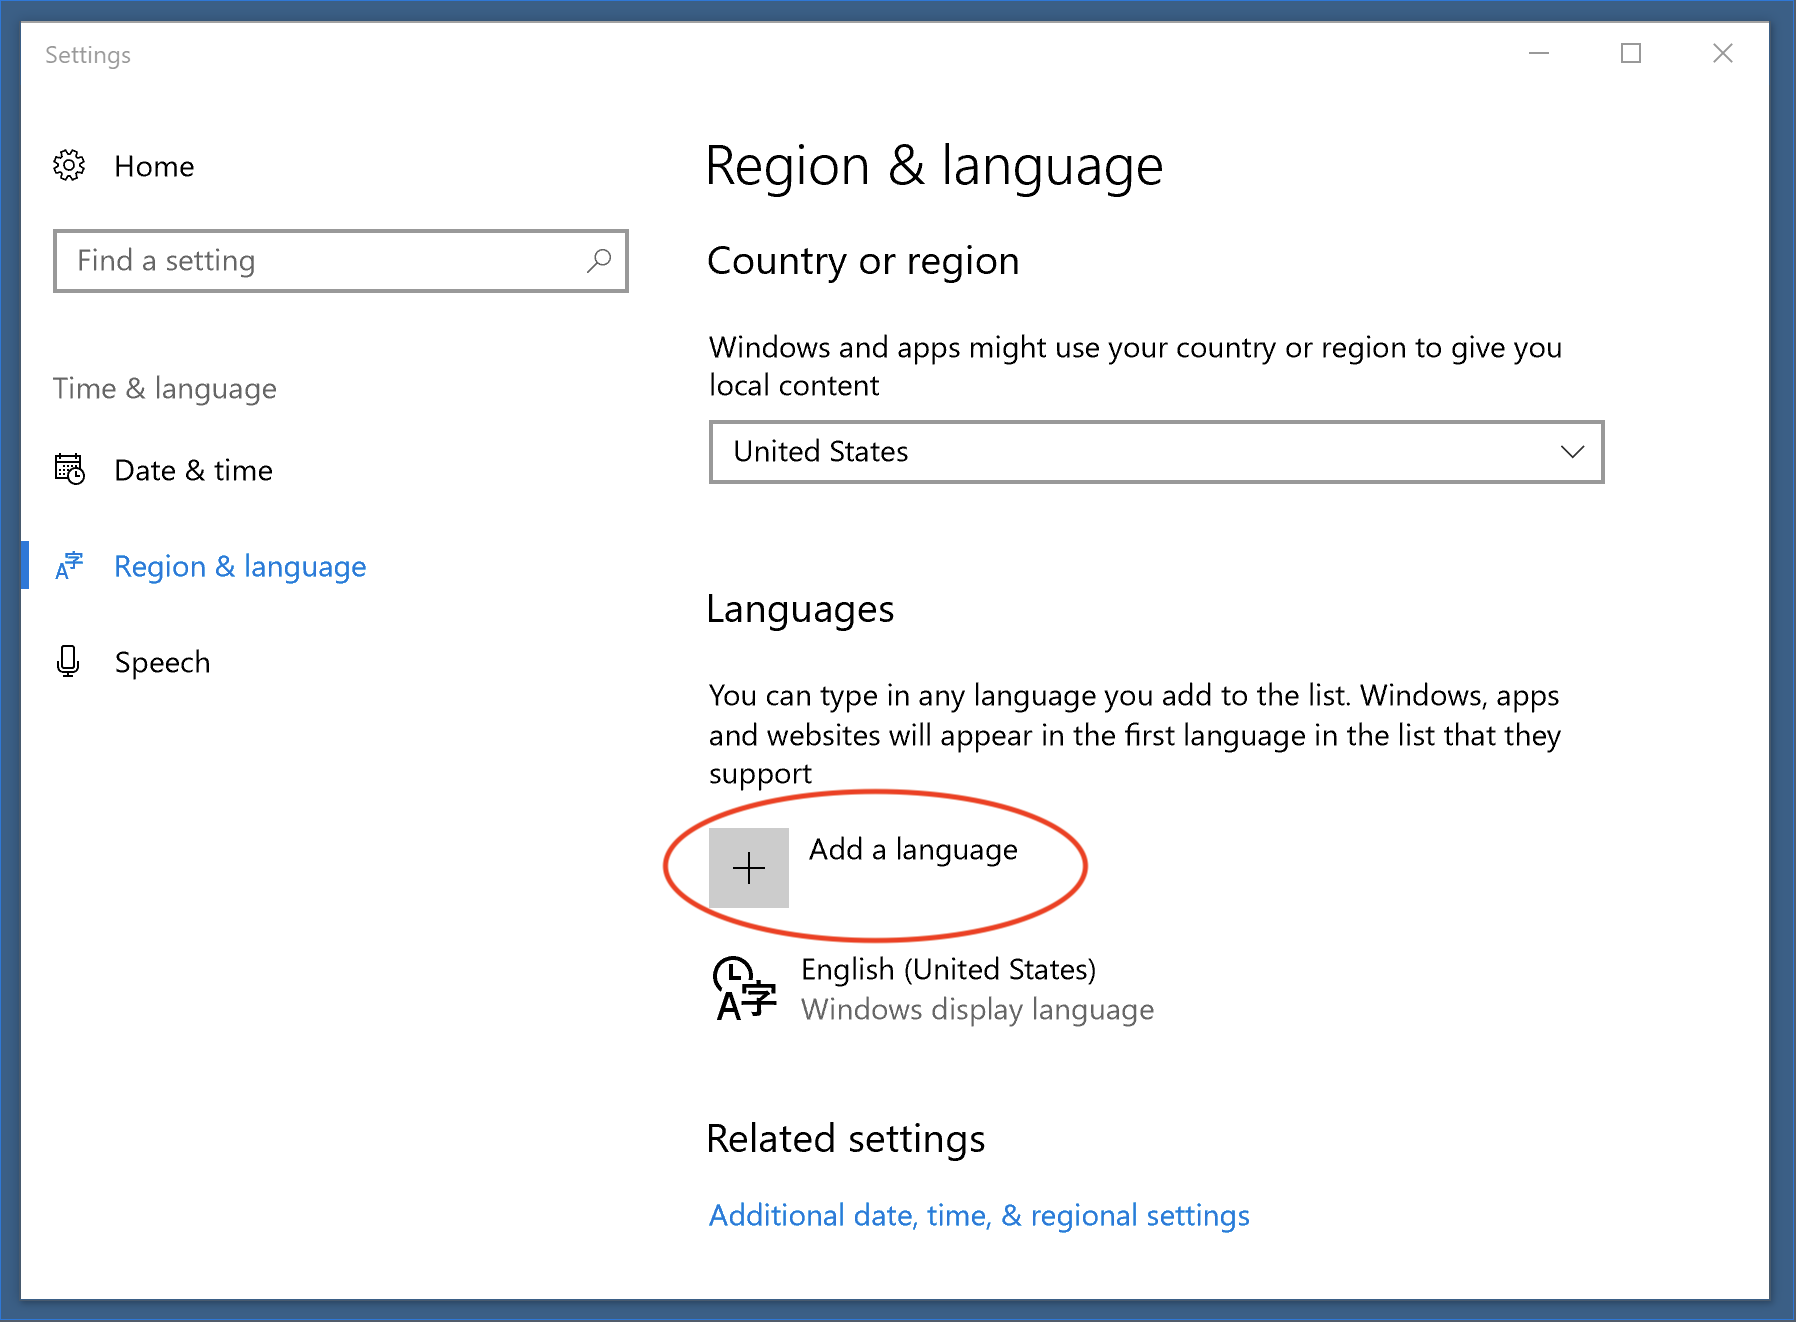 Settings
Home
Find a setting
Time & language
Date & time
Region & language
Speech
Region & language
Country or region
Windows and apps might use your country or region to give you
local content
United States
Languages
You can type in any language you add to the list. Windows, apps
and websites will appear in the first language in the list that they
support
Add a language
English (United States)
Windows display language
Related settings
Additional date, time, & regional settings